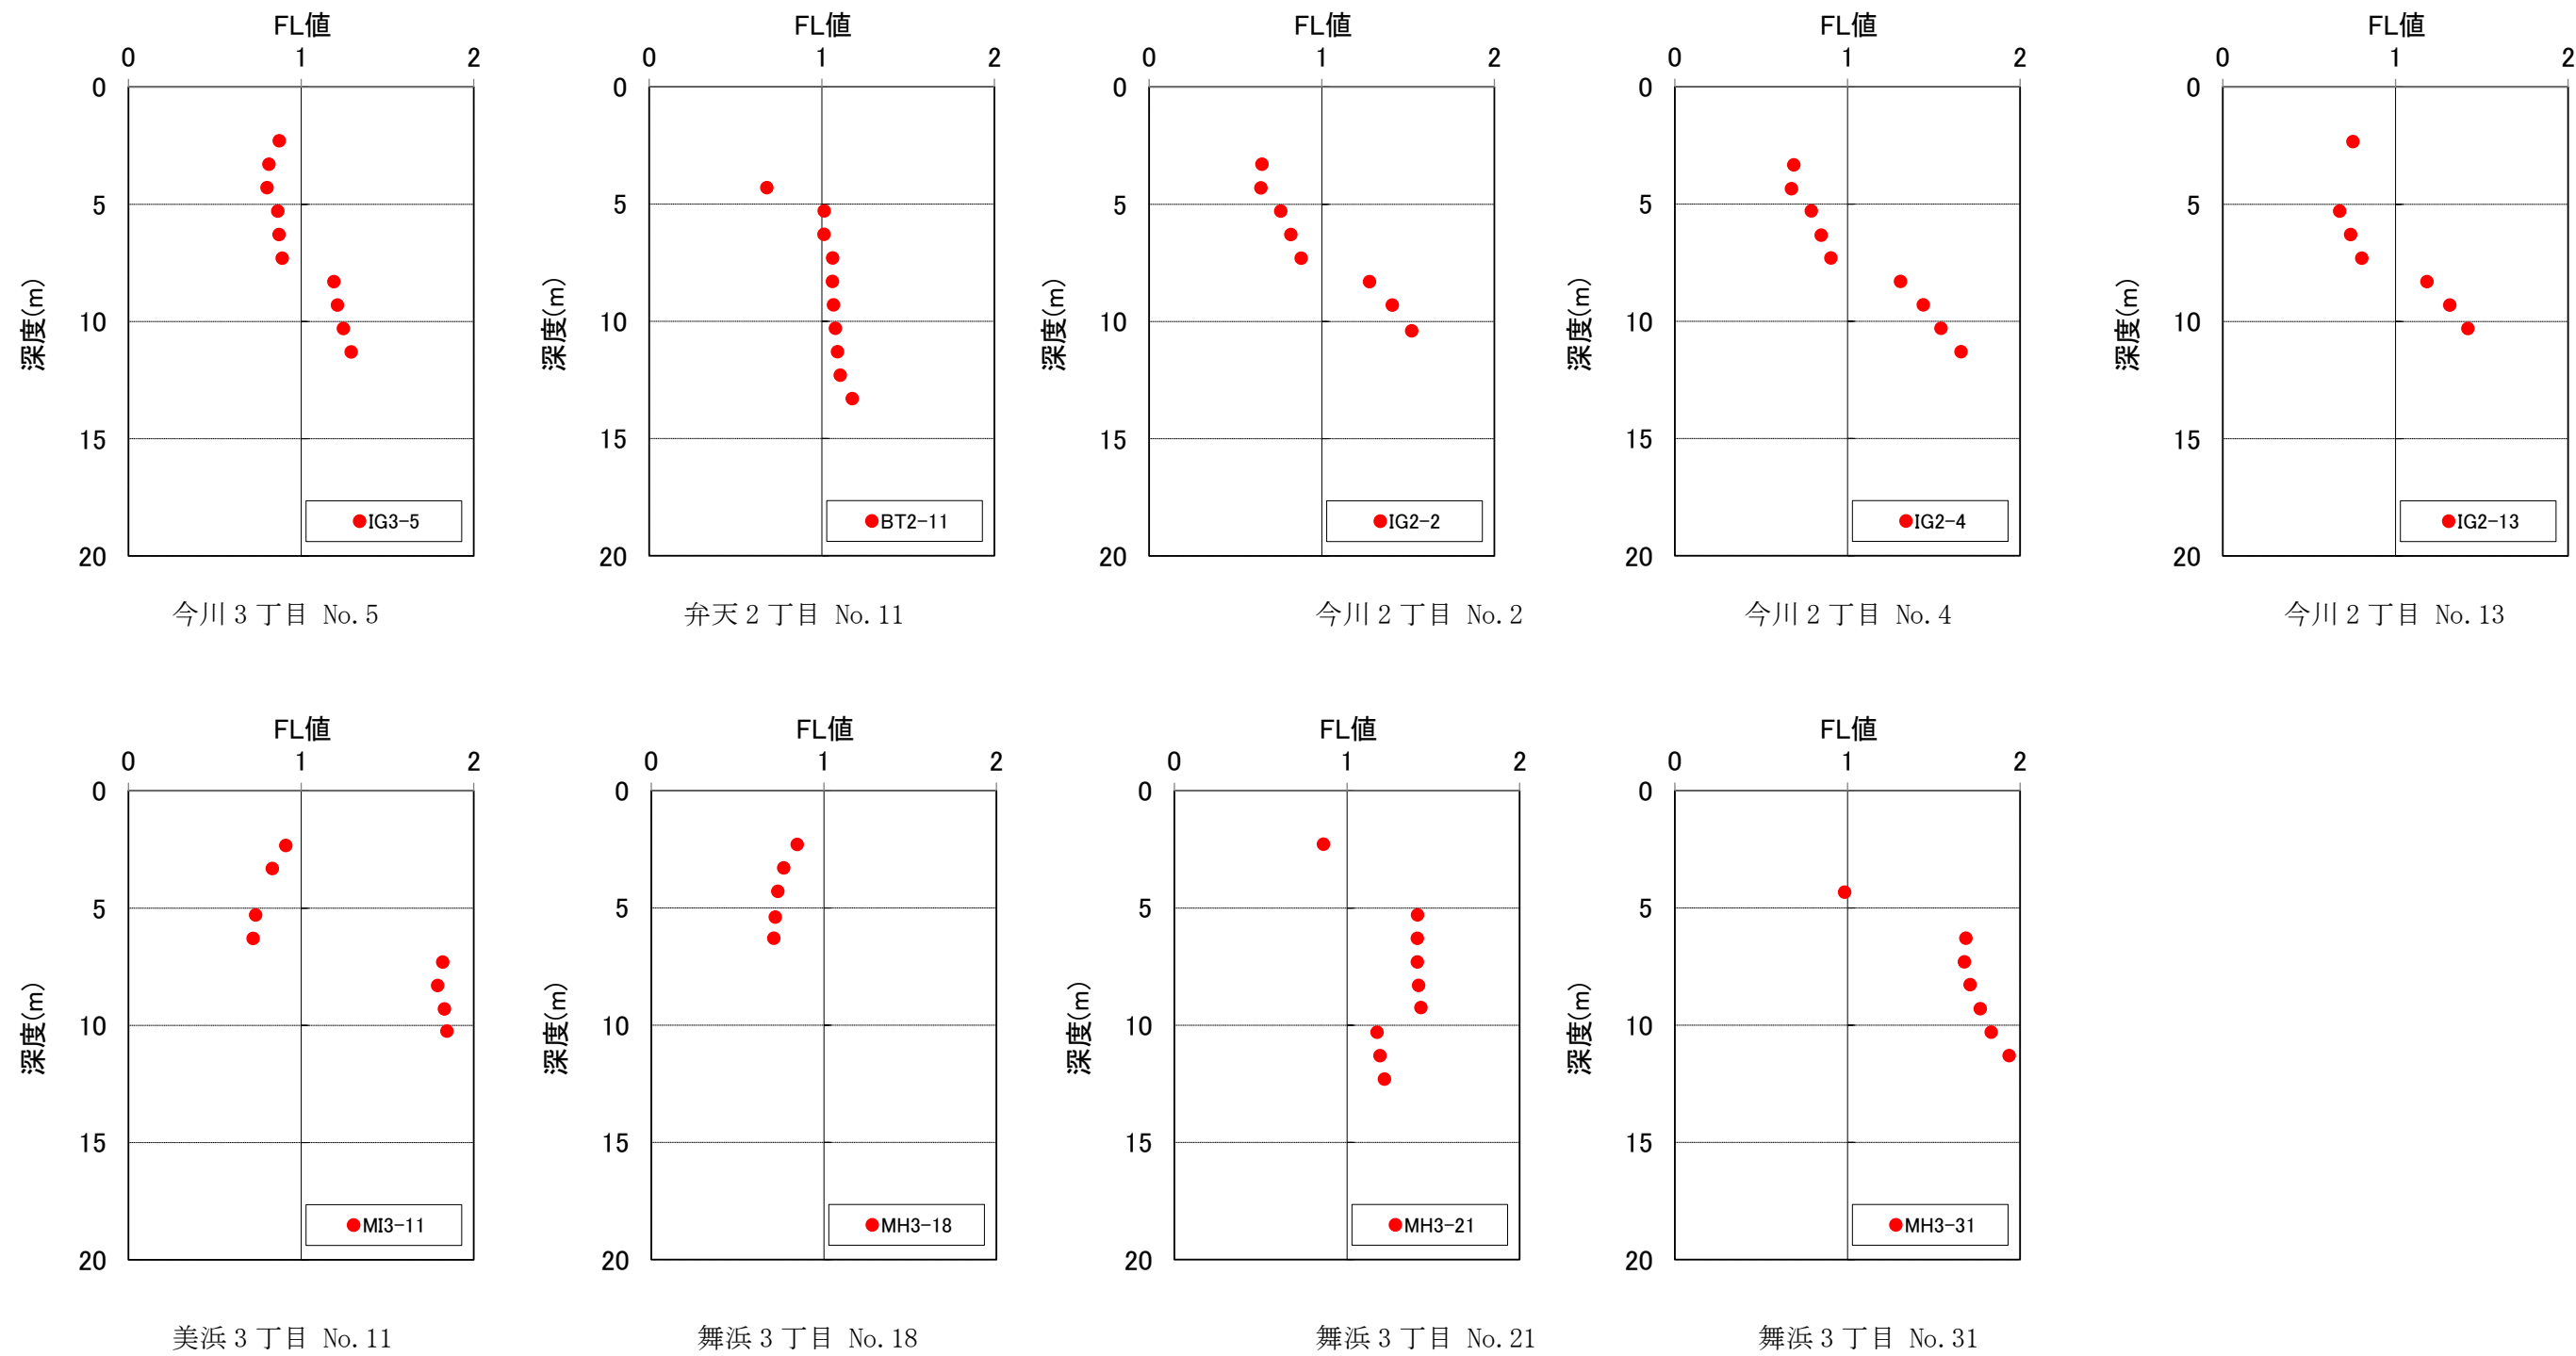 FL値 FL値 FL値 FL値 FL値
0 1 2 0 1 2 0 1 2 0 1 2 0 1 2
0 0 0 0 0
5 5 5 5 5
深度(m) 深度(m) 深度(m) 深度(m) 深度(m)
10 10 10 10 10
15 15 15 15 15
IG3-5 BT2-11 IG2-2 IG2-4 IG2-13
20 20 20 20 20
今川3丁目 No.5 弁天2丁目 No.11 今川2丁目 No.2 今川2丁目 No.4 今川2丁目 No.13
FL値 FL値 FL値 FL値
0 1 2 0 1 2 0 1 2 0 1 2
0 0 0 0
5 5 5 5
深度(m) 深度(m) 深度(m) 深度(m)
10 10 10 10
15 15 15 15
MI3-11 MH3-18 MH3-21 MH3-31
20 20 20 20
美浜3丁目 No.11 舞浜3丁目 No.18 舞浜3丁目 No.21 舞浜3丁目 No.31